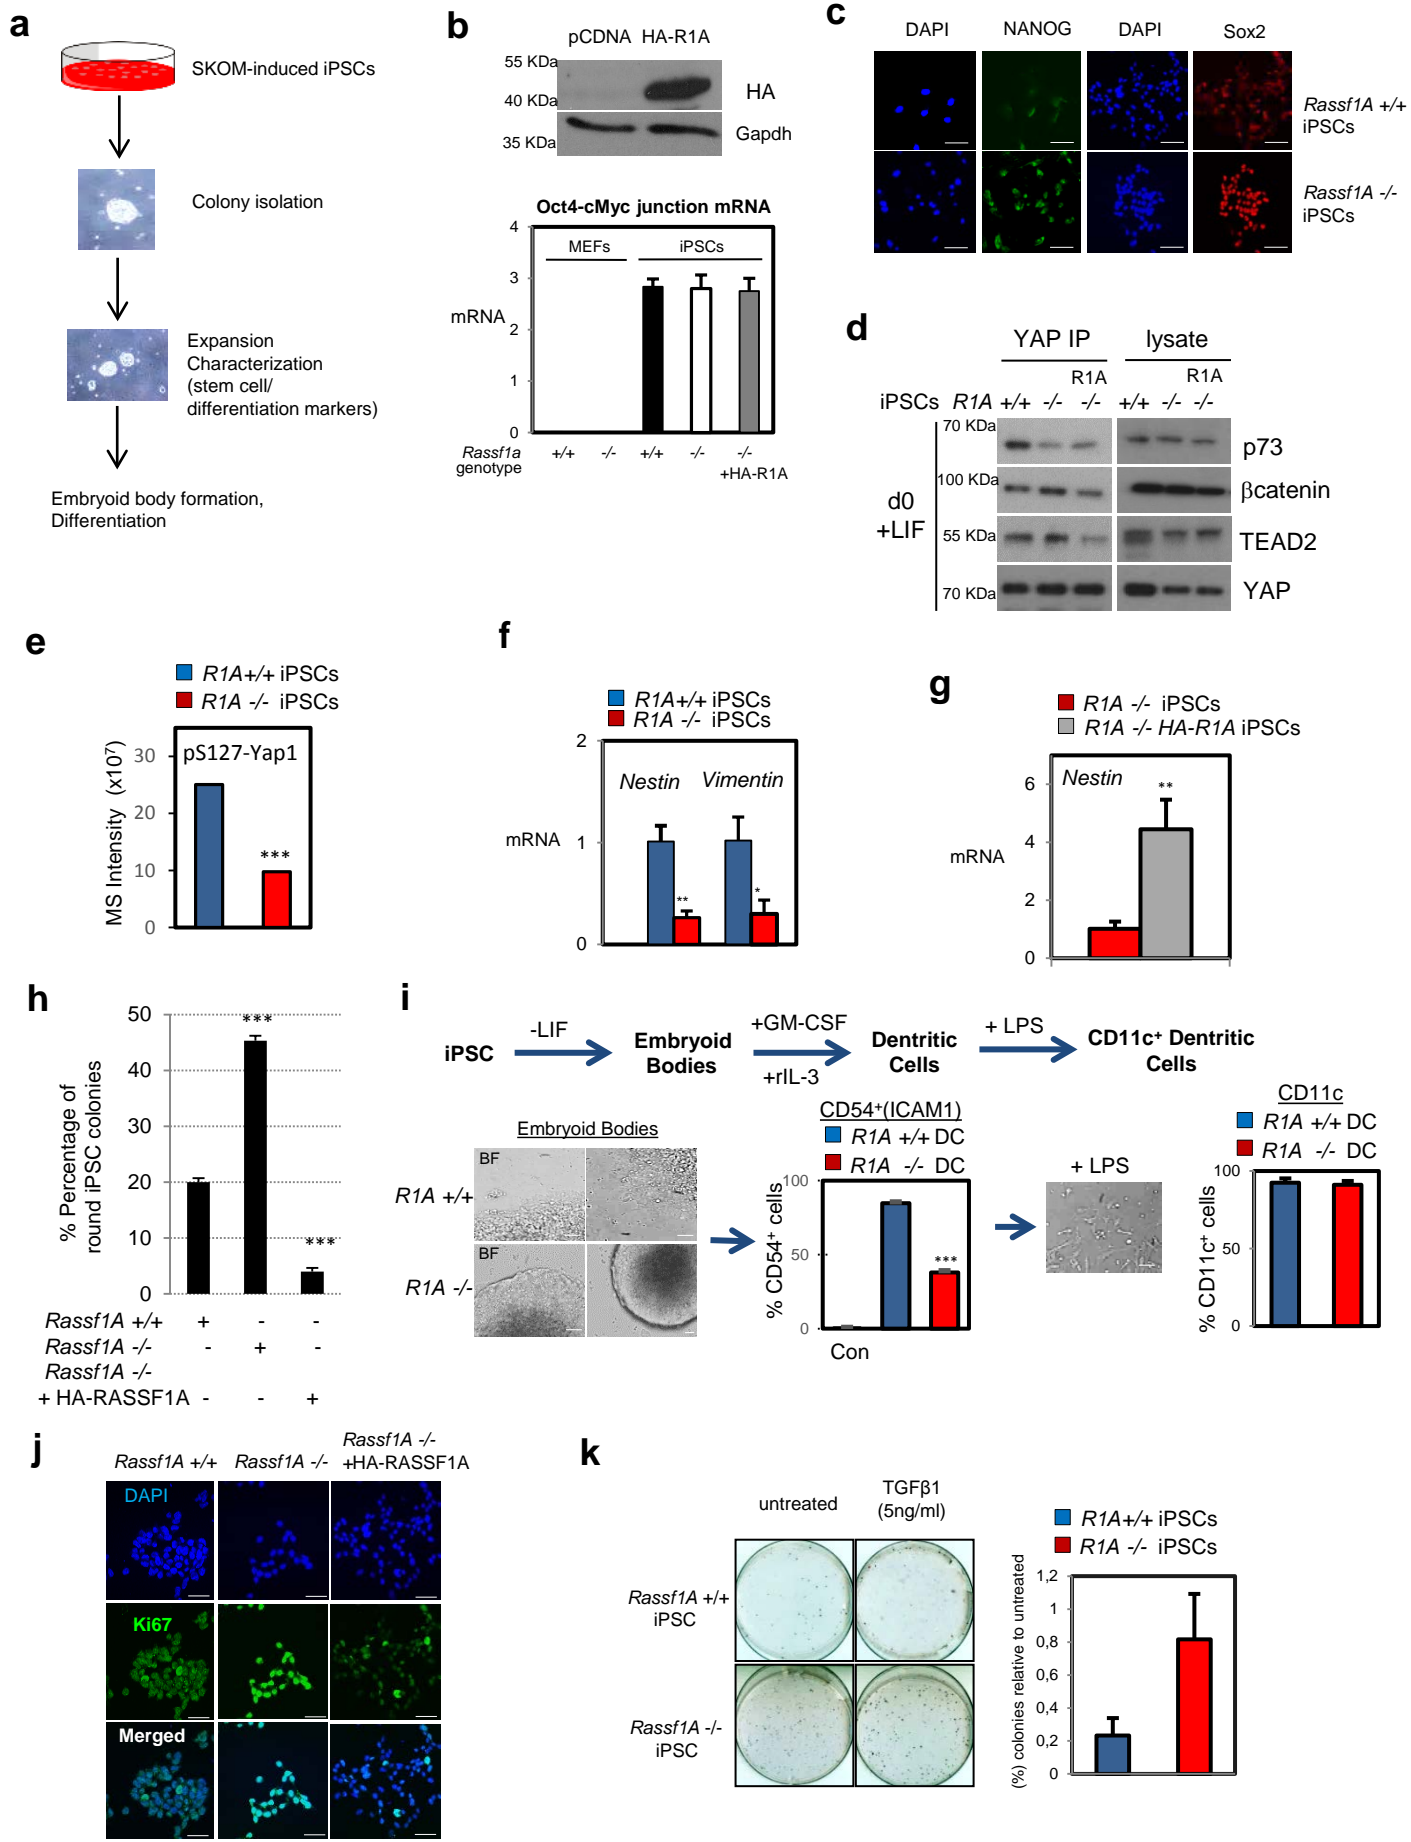 a
SKOM-induced iPSCs
Colony isolation
Expansion
Characterization
(stem cell/
differentiation markers)
Embryoid body formation,
Differentiation
b
pCDNA HA-R1A
55 KDa
40 KDa
HA
35 KDa
Gapdh
Oct4-cMyc junction mRNA
MEFs iPSCs
4
3
mRNA
2
1
0
Rassf1a
genotype
+/+ -/- +/+ -/- -/-
+HA-R1A
c
DAPI NANOG DAPI Sox2
Rassf1A +/+
iPSCs
Rassf1A -/-
iPSCs
d
YAP IP lysate
R1A R1A
iPSCs R1A +/+ -/- -/- +/+ -/- -/-
70 KDa
p73
100 KDa
βcatenin
d0
+LIF
55 KDa
TEAD2
70 KDa
YAP
e
R1A+/+ iPSCs
R1A -/- iPSCs
MS Intensity (x10⁷)
pS127-Yap1
30
20
10
0
***
f
R1A+/+ iPSCs
R1A -/- iPSCs
2
1
0
mRNA
Nestin Vimentin
** *
g
R1A -/- iPSCs
R1A -/- HA-R1A iPSCs
6
4
2
0
mRNA
Nestin
**
h
% Percentage of
round iPSC colonies
50
40
30
20
10
0
***
***
Rassf1A +/+ + - -
Rassf1A -/- - + -
Rassf1A -/-
+ HA-RASSF1A - - +
i
iPSC
-LIF
Embryoid
Bodies
+GM-CSF
+rIL-3
Dentritic
Cells
+ LPS
CD11c⁺ Dentritic
Cells
Embryoid Bodies
BF
R1A +/+
BF
R1A -/-
CD54⁺(ICAM1)
R1A +/+ DC
R1A -/- DC
% CD54⁺ cells
100
50
0
***
Con
+ LPS
CD11c
R1A +/+ DC
R1A -/- DC
% CD11c⁺ cells
100
50
0
j
Rassf1A +/+ Rassf1A -/- Rassf1A -/-
+HA-RASSF1A
DAPI
Ki67
Merged
k
untreated
TGFβ1
(5ng/ml)
Rassf1A +/+
iPSC
Rassf1A -/-
iPSC
R1A+/+ iPSCs
R1A -/- iPSCs
(%) colonies relative to untreated
1,2
1
0,8
0,6
0,4
0,2
0